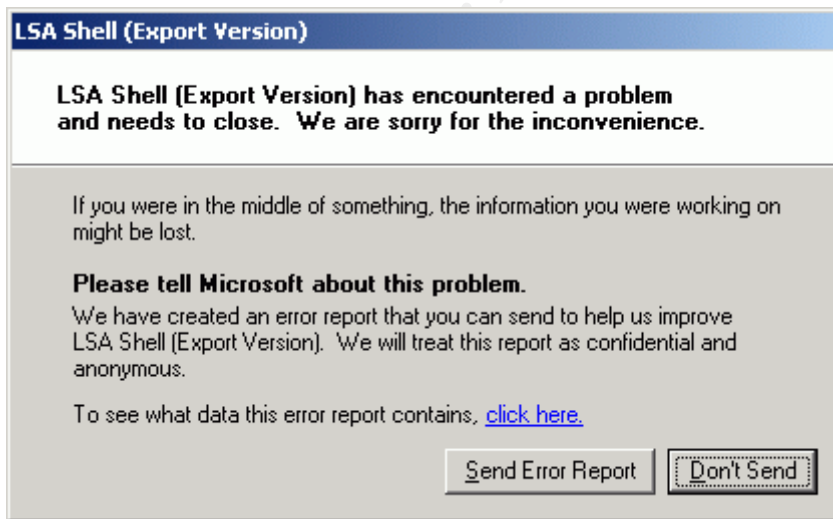 LSA Shell (Export Version)
LSA Shell (Export Version) has encountered a problem
and needs to close.  We are sorry for the inconvenience.
If you were in the middle of something, the information you were working on
might be lost.
Please tell Microsoft about this problem.
We have created an error report that you can send to help us improve
LSA Shell (Export Version).  We will treat this report as confidential and
anonymous.
To see what data this error report contains, click here.
Send Error Report
Don't Send